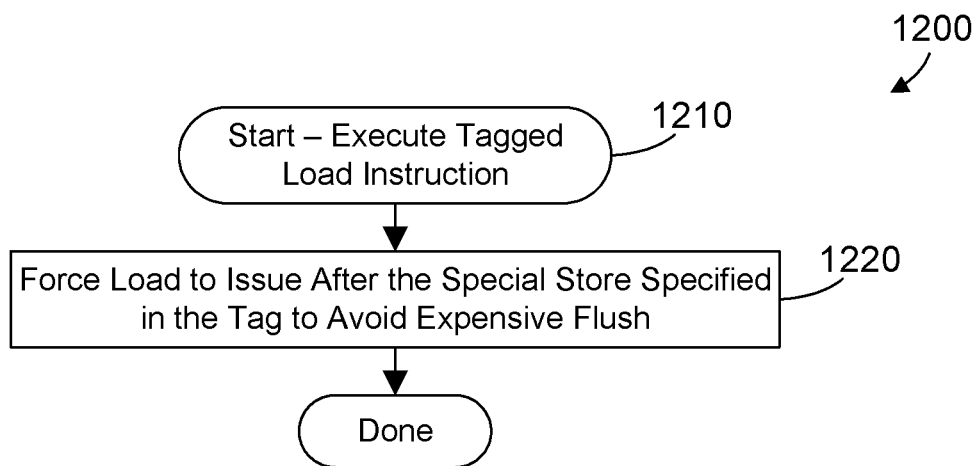 1200
Start – Execute Tagged
Load Instruction
1210
Force Load to Issue After the Special Store Specified
in the Tag to Avoid Expensive Flush
1220
Done